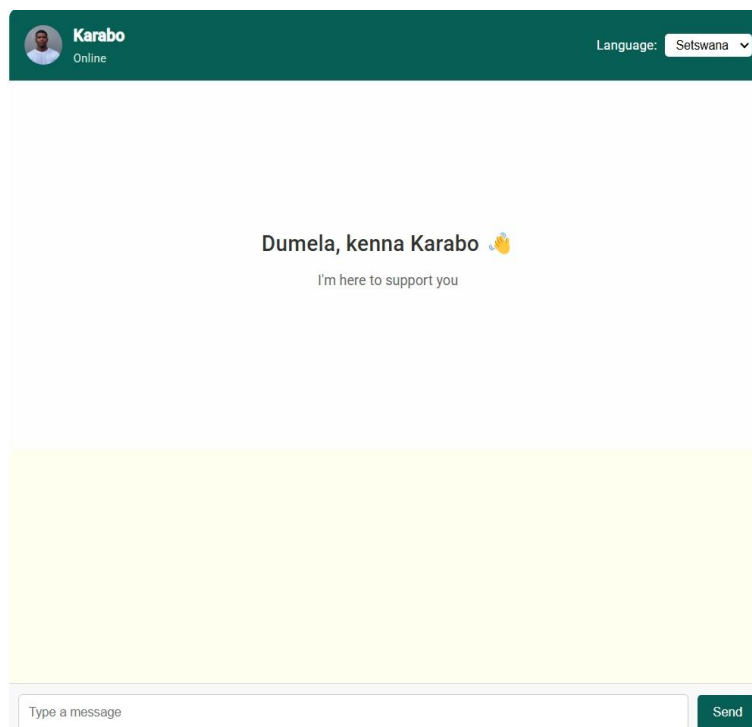 Karabo
Online
Language: Setswana
Dumela, kenna Karabo 👋
I'm here to support you
Type a message
Send